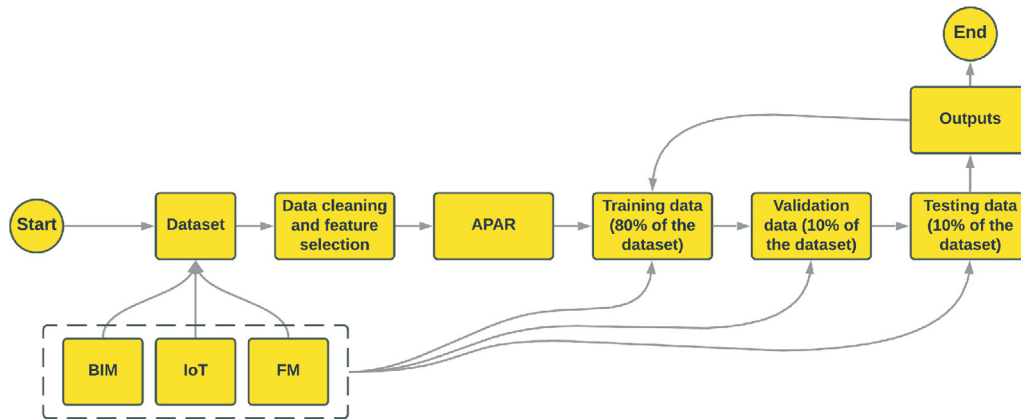 End
Outputs
Start
Dataset
Data cleaning
and feature
selection
APAR
Training data
(80% of the
dataset)
Validation
data (10% of
the dataset)
Testing data
(10% of the
dataset)
BIM
IoT
FM